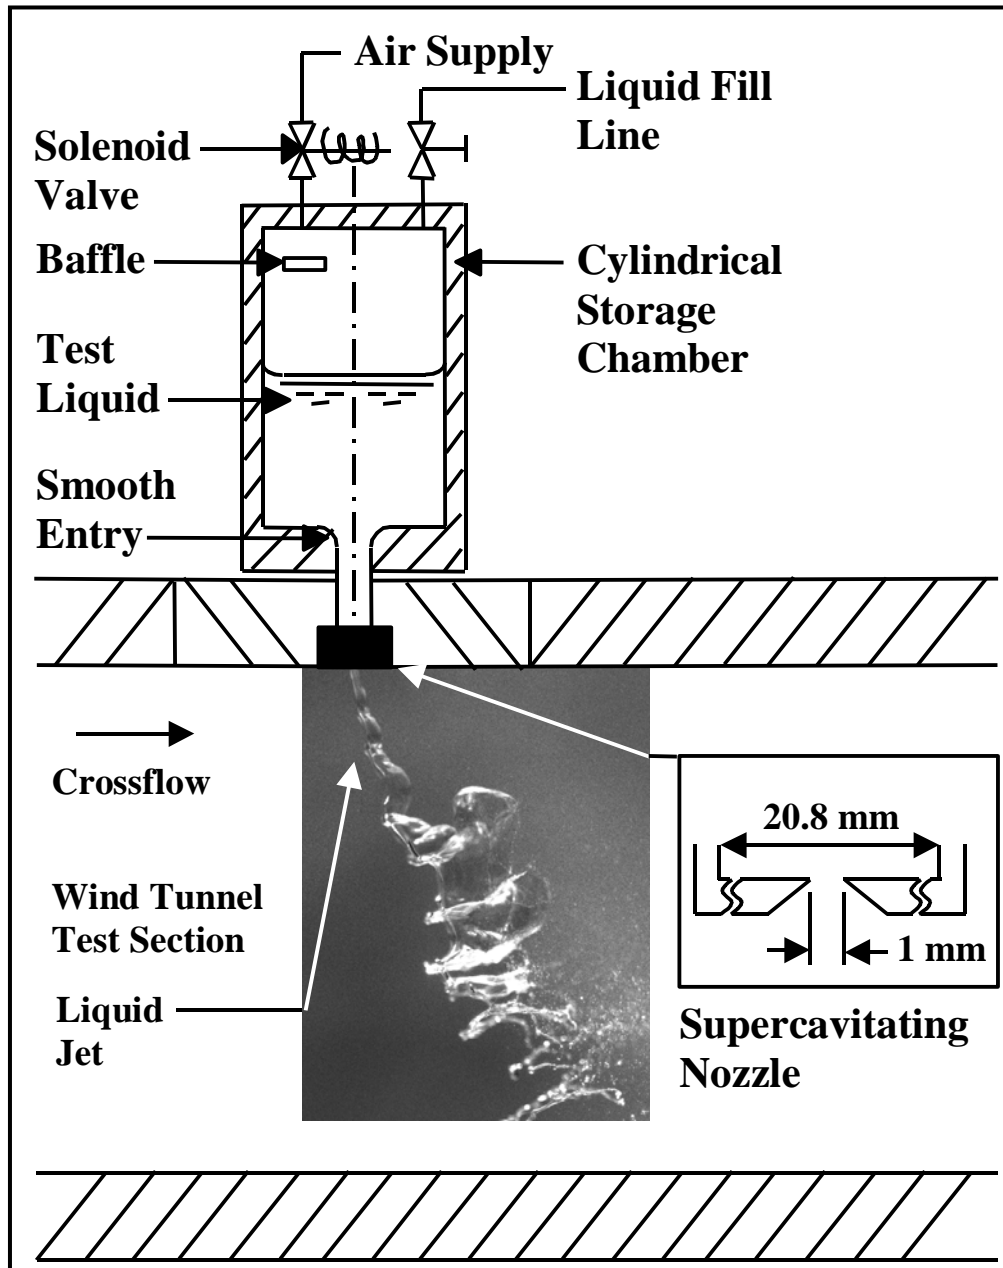 Air Supply
Liquid Fill
Line
Solenoid
Valve
Baffle
Cylindrical
Storage
Chamber
Test
Liquid
Smooth
Entry
Crossflow
20.8 mm
Wind Tunnel
Test Section
1 mm
Liquid
Jet
Supercavitating
Nozzle